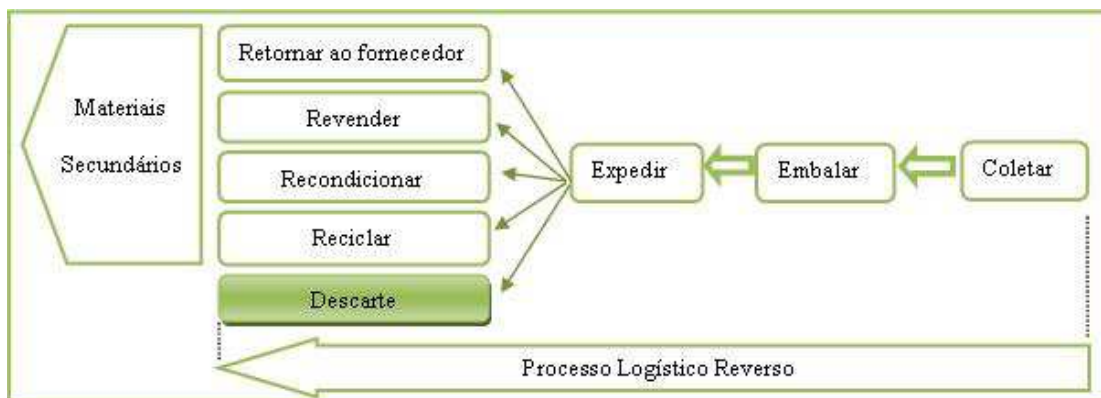 Materiais
Secundários
Retornar ao fornecedor
Revender
Recondicionar
Reciclar
Descarte
Expedir
Embalar
Coletar
Processo Logístico Reverso